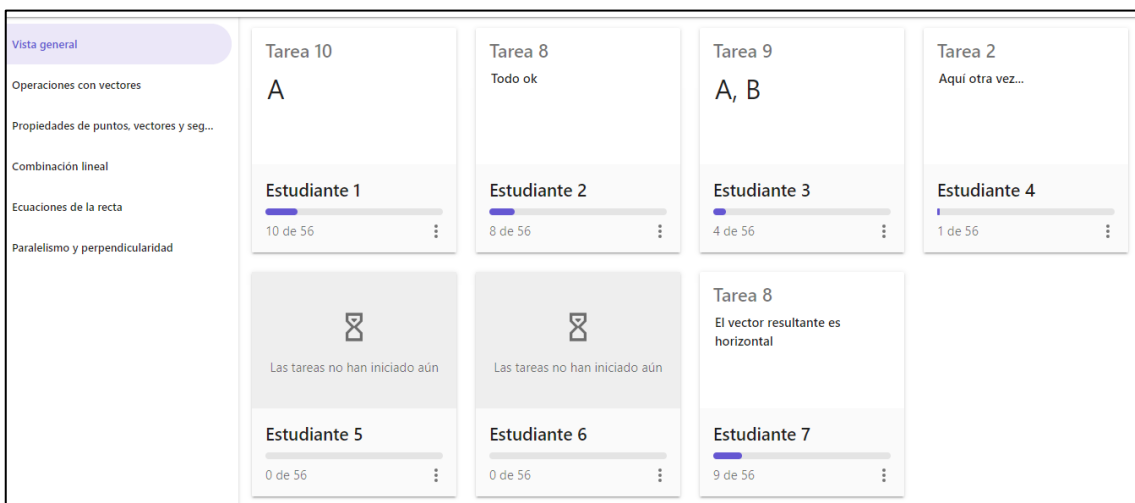 Vista general
Operaciones con vectores
Propiedades de puntos, vectores y seg...
Combinación lineal
Ecuaciones de la recta
Paralelismo y perpendicularidad
Tarea 10
A
Estudiante 1
10 de 56
Tarea 8
Todo ok
Estudiante 2
8 de 56
Tarea 9
A, B
Estudiante 3
4 de 56
Tarea 2
Aquí otra vez...
Estudiante 4
1 de 56
Las tareas no han iniciado aún
Estudiante 5
0 de 56
Las tareas no han iniciado aún
Estudiante 6
0 de 56
Tarea 8
El vector resultante es
horizontal
Estudiante 7
9 de 56